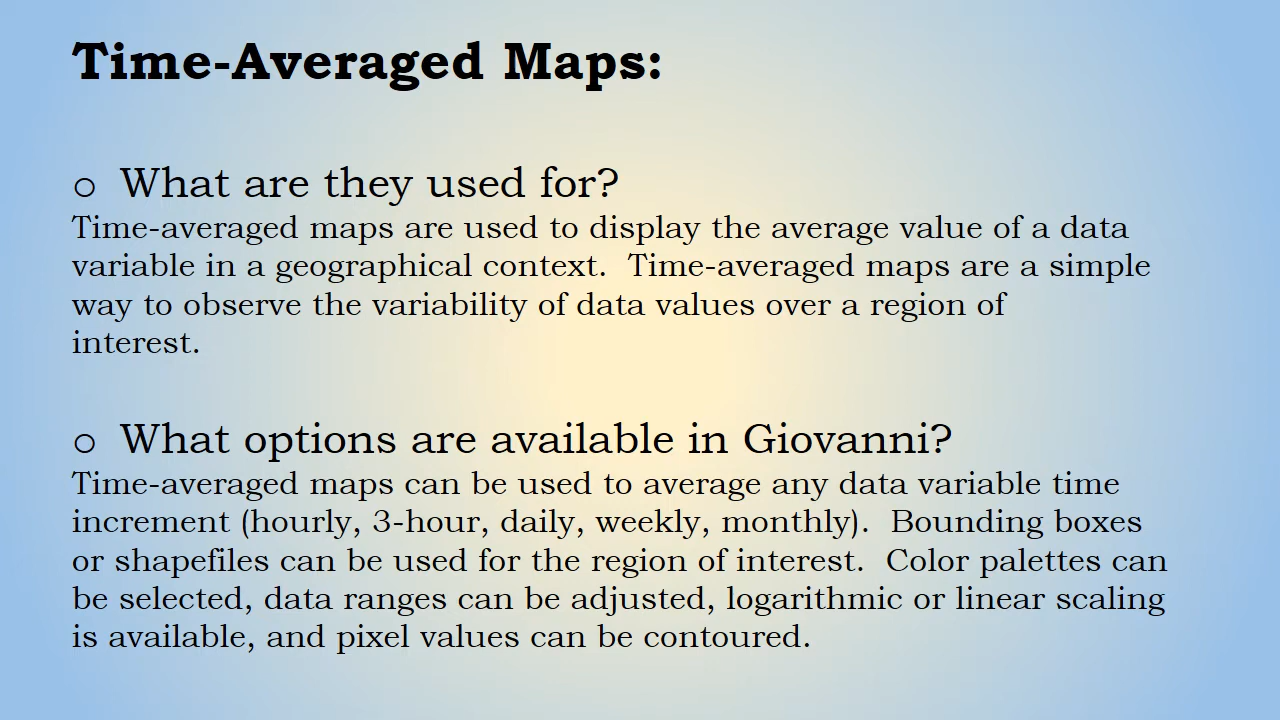 Time-Averaged Maps:
o What are they used for?
Time-averaged maps are used to display the average value of a data
variable in a geographical context.  Time-averaged maps are a simple
way to observe the variability of data values over a region of
interest.
o What options are available in Giovanni?
Time-averaged maps can be used to average any data variable time
increment (hourly, 3-hour, daily, weekly, monthly).  Bounding boxes
or shapefiles can be used for the region of interest.  Color palettes can
be selected, data ranges can be adjusted, logarithmic or linear scaling
is available, and pixel values can be contoured.